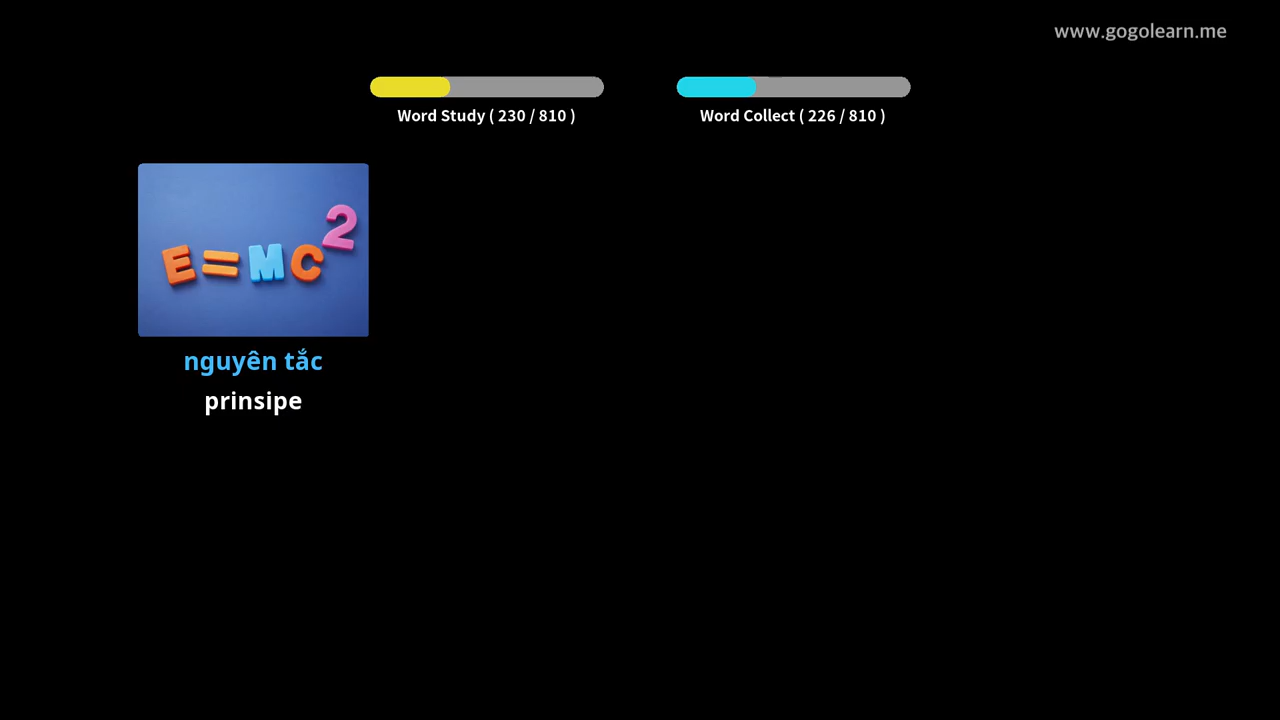 www.gogolearn.me
Word Study ( 230 / 810 )
Word Collect ( 226 / 810 )
E=MC2
nguyên tắc
prinsipe